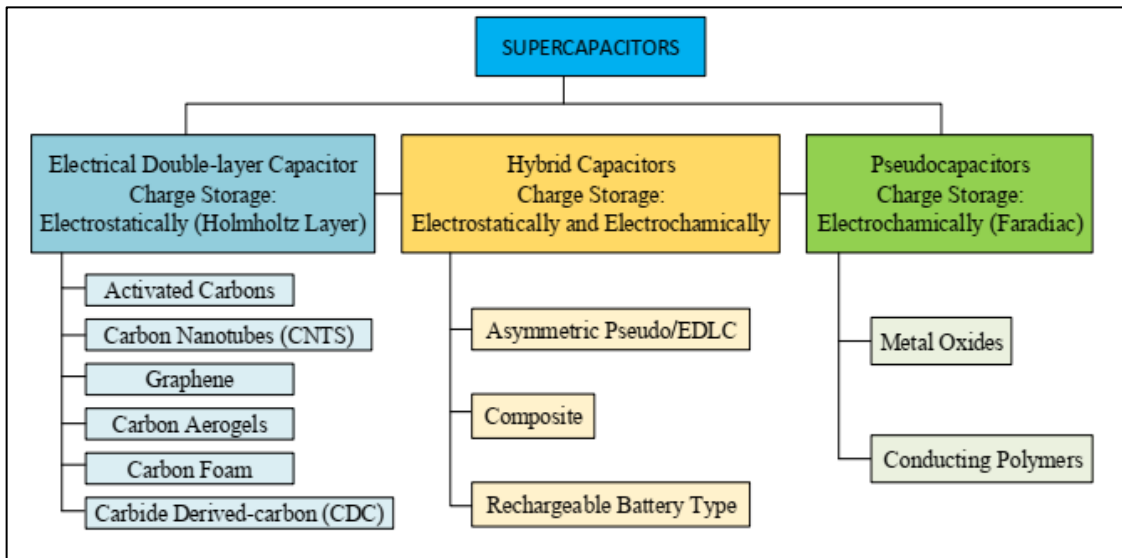 SUPERCAPACITORS
Electrical Double-layer Capacitor
Charge Storage:
Electrostatically (Holmholtz Layer)
Activated Carbons
Carbon Nanotubes (CNTS)
Graphene
Carbon Aerogels
Carbon Foam
Carbide Derived-carbon (CDC)
Hybrid Capacitors
Charge Storage:
Electrostatically and Electrochamically
Asymmetric Pseudo/EDLC
Composite
Rechargeable Battery Type
Pseudocapacitors
Charge Storage:
Electrochamically (Faradiac)
Metal Oxides
Conducting Polymers